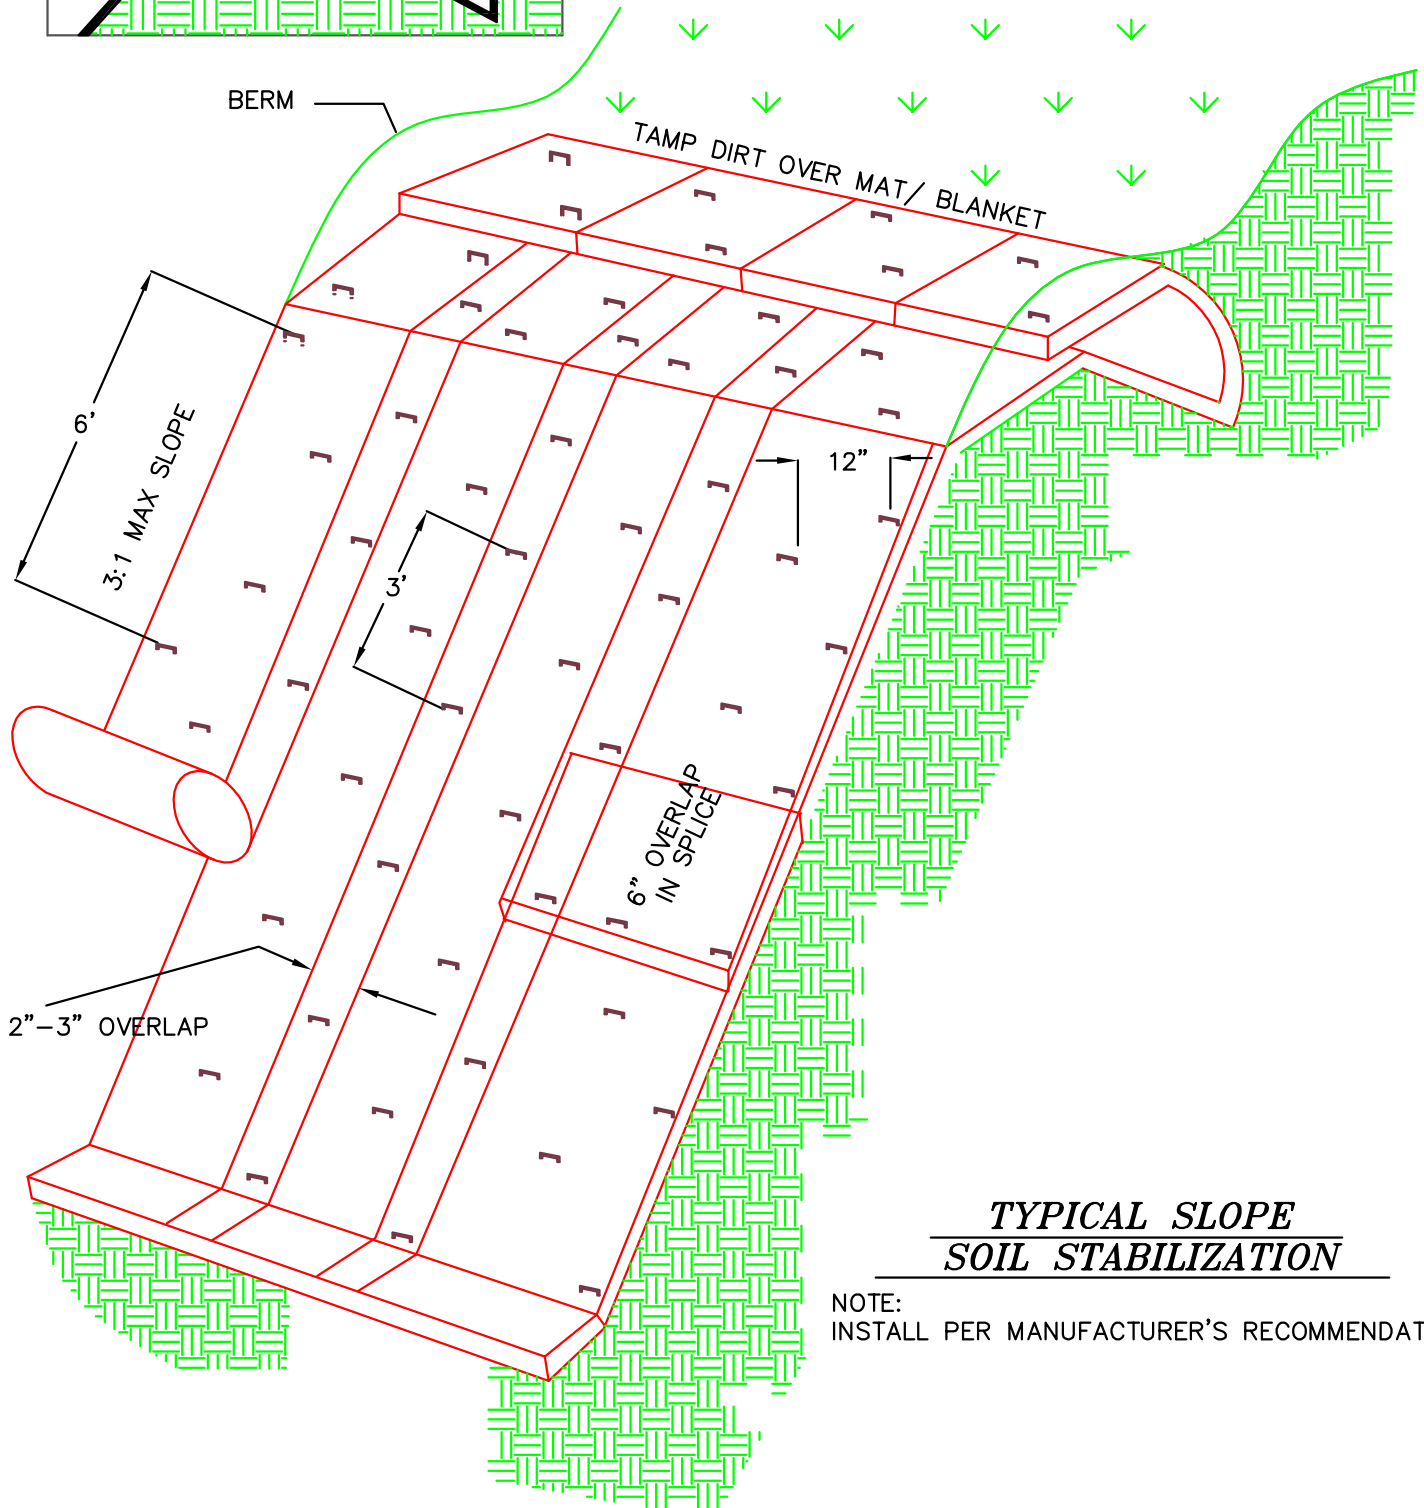 BERM
TAMP DIRT OVER MAT/ BLANKET
6'
3:1 MAX SLOPE
12"
3'
6" OVERLAP
IN SPLICE
2"-3" OVERLAP
TYPICAL SLOPE
SOIL STABILIZATION
NOTE:
INSTALL PER MANUFACTURER'S RECOMMENDAT